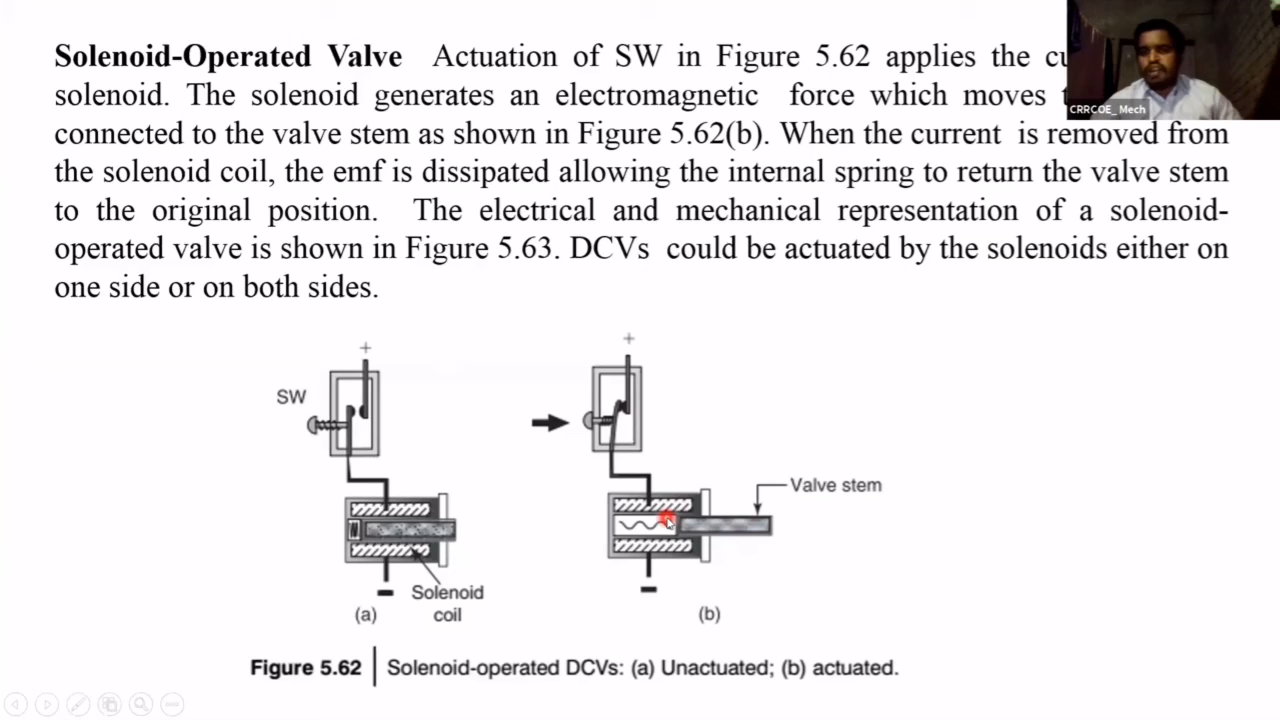 Solenoid-Operated Valve Actuation of SW in Figure 5.62 applies the
solenoid. The solenoid generates an electromagnetic force which moves
connected to the valve stem as shown in Figure 5.62(b). When the current is removed from
the solenoid coil, the emf is dissipated allowing the internal spring to return the valve stem
to the original position. The electrical and mechanical representation of a solenoid-
operated valve is shown in Figure 5.63. DCVs could be actuated by the solenoids either on
one side or on both sides.
CRRCOE_ Mech
+
+
SW
Valve stem
Solenoid
coil
(a)
(b)
Figure 5.62 Solenoid-operated DCVs: (a) Unactuated; (b) actuated.